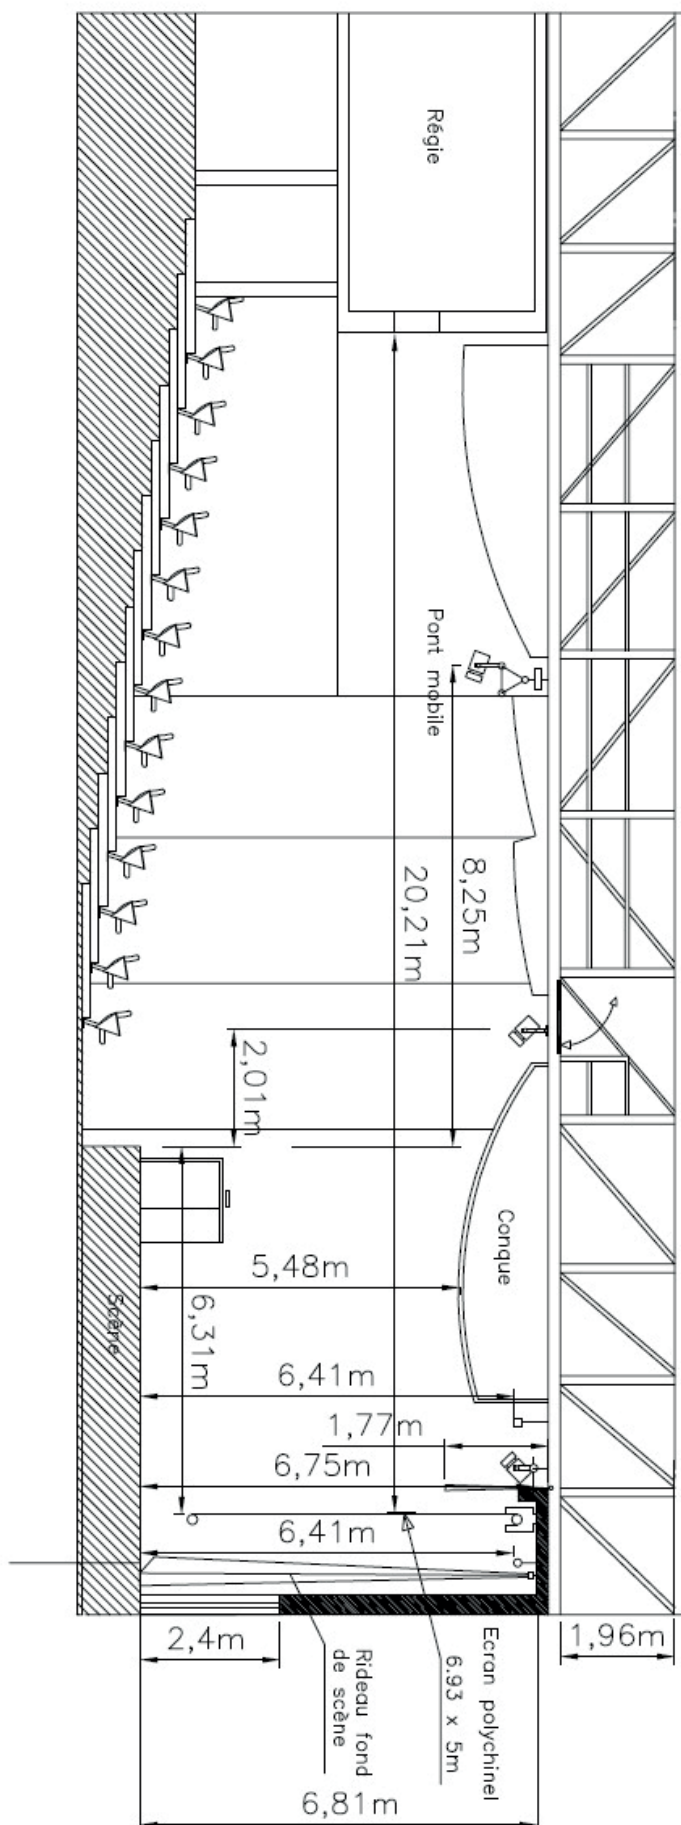 Régie
Pont mobile
8,25m
20,21m
2,01m
Conque
5,48m
Scène
6,31m
6,41m
1,77m
6,75m
6,41m
Ecran polychinel
6.93 x 5m
Rideau fond
de scène
2,4m
1,96m
6,81m